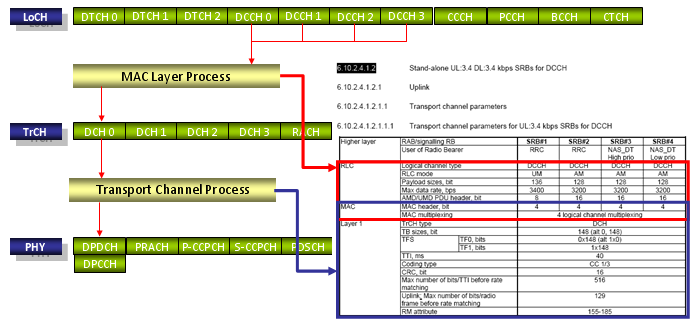 LoCH DTCH 0 DTCH 1 DTCH 2 DCCH 0 DCCH 1 DCCH 2 DCCH 3 CCCH PCCH BCCH CTCH
MAC Layer Process
TrCH DCH 0 DCH 1 DCH 2 DCH 3 RACH
Transport Channel Process
PHY DPDCH PRACH P-CCPCH S-CCPCH PDSCH
DPCCH
6.10.2.4.1.2 Stand-alone UL:3.4 DL:3.4 kbps SRBs for DCCH
6.10.2.4.1.2.1 Uplink
6.10.2.4.1.2.1.1 Transport channel parameters
6.10.2.4.1.2.1.1.1 Transport channel parameters for UL:3.4 kbps SRBs for DCCH
Higher layer RAB/signalling RB SRB#1 SRB#2 SRB#3 SRB#4
User of Radio Bearer RRC RRC NAS_DT NAS_DT
High prio Low prio
RLC Logical channel type DCCH DCCH DCCH DCCH
RLC mode UM AM AM AM
Payload sizes, bit 136 128 128 128
Max data rate, bps 3400 3200 3200 3200
AMD/UMD PDU header, bit 8 16 16 16
MAC MAC header, bit 4 4 4 4
MAC multiplexing 4 logical channel multiplexing
Layer 1 TrCH type DCH
TB sizes, bit 148 (alt 0, 148)
TFS TF0, bits 0x148 (alt 1x0)
TF1, bits 1x148
TTI, ms 40
Coding type CC 1/3
CRC, bit 16
Max number of bits/TTI before rate 516
matching
Uplink: Max number of bits/radio 129
frame before rate matching
RM attribute 155-185